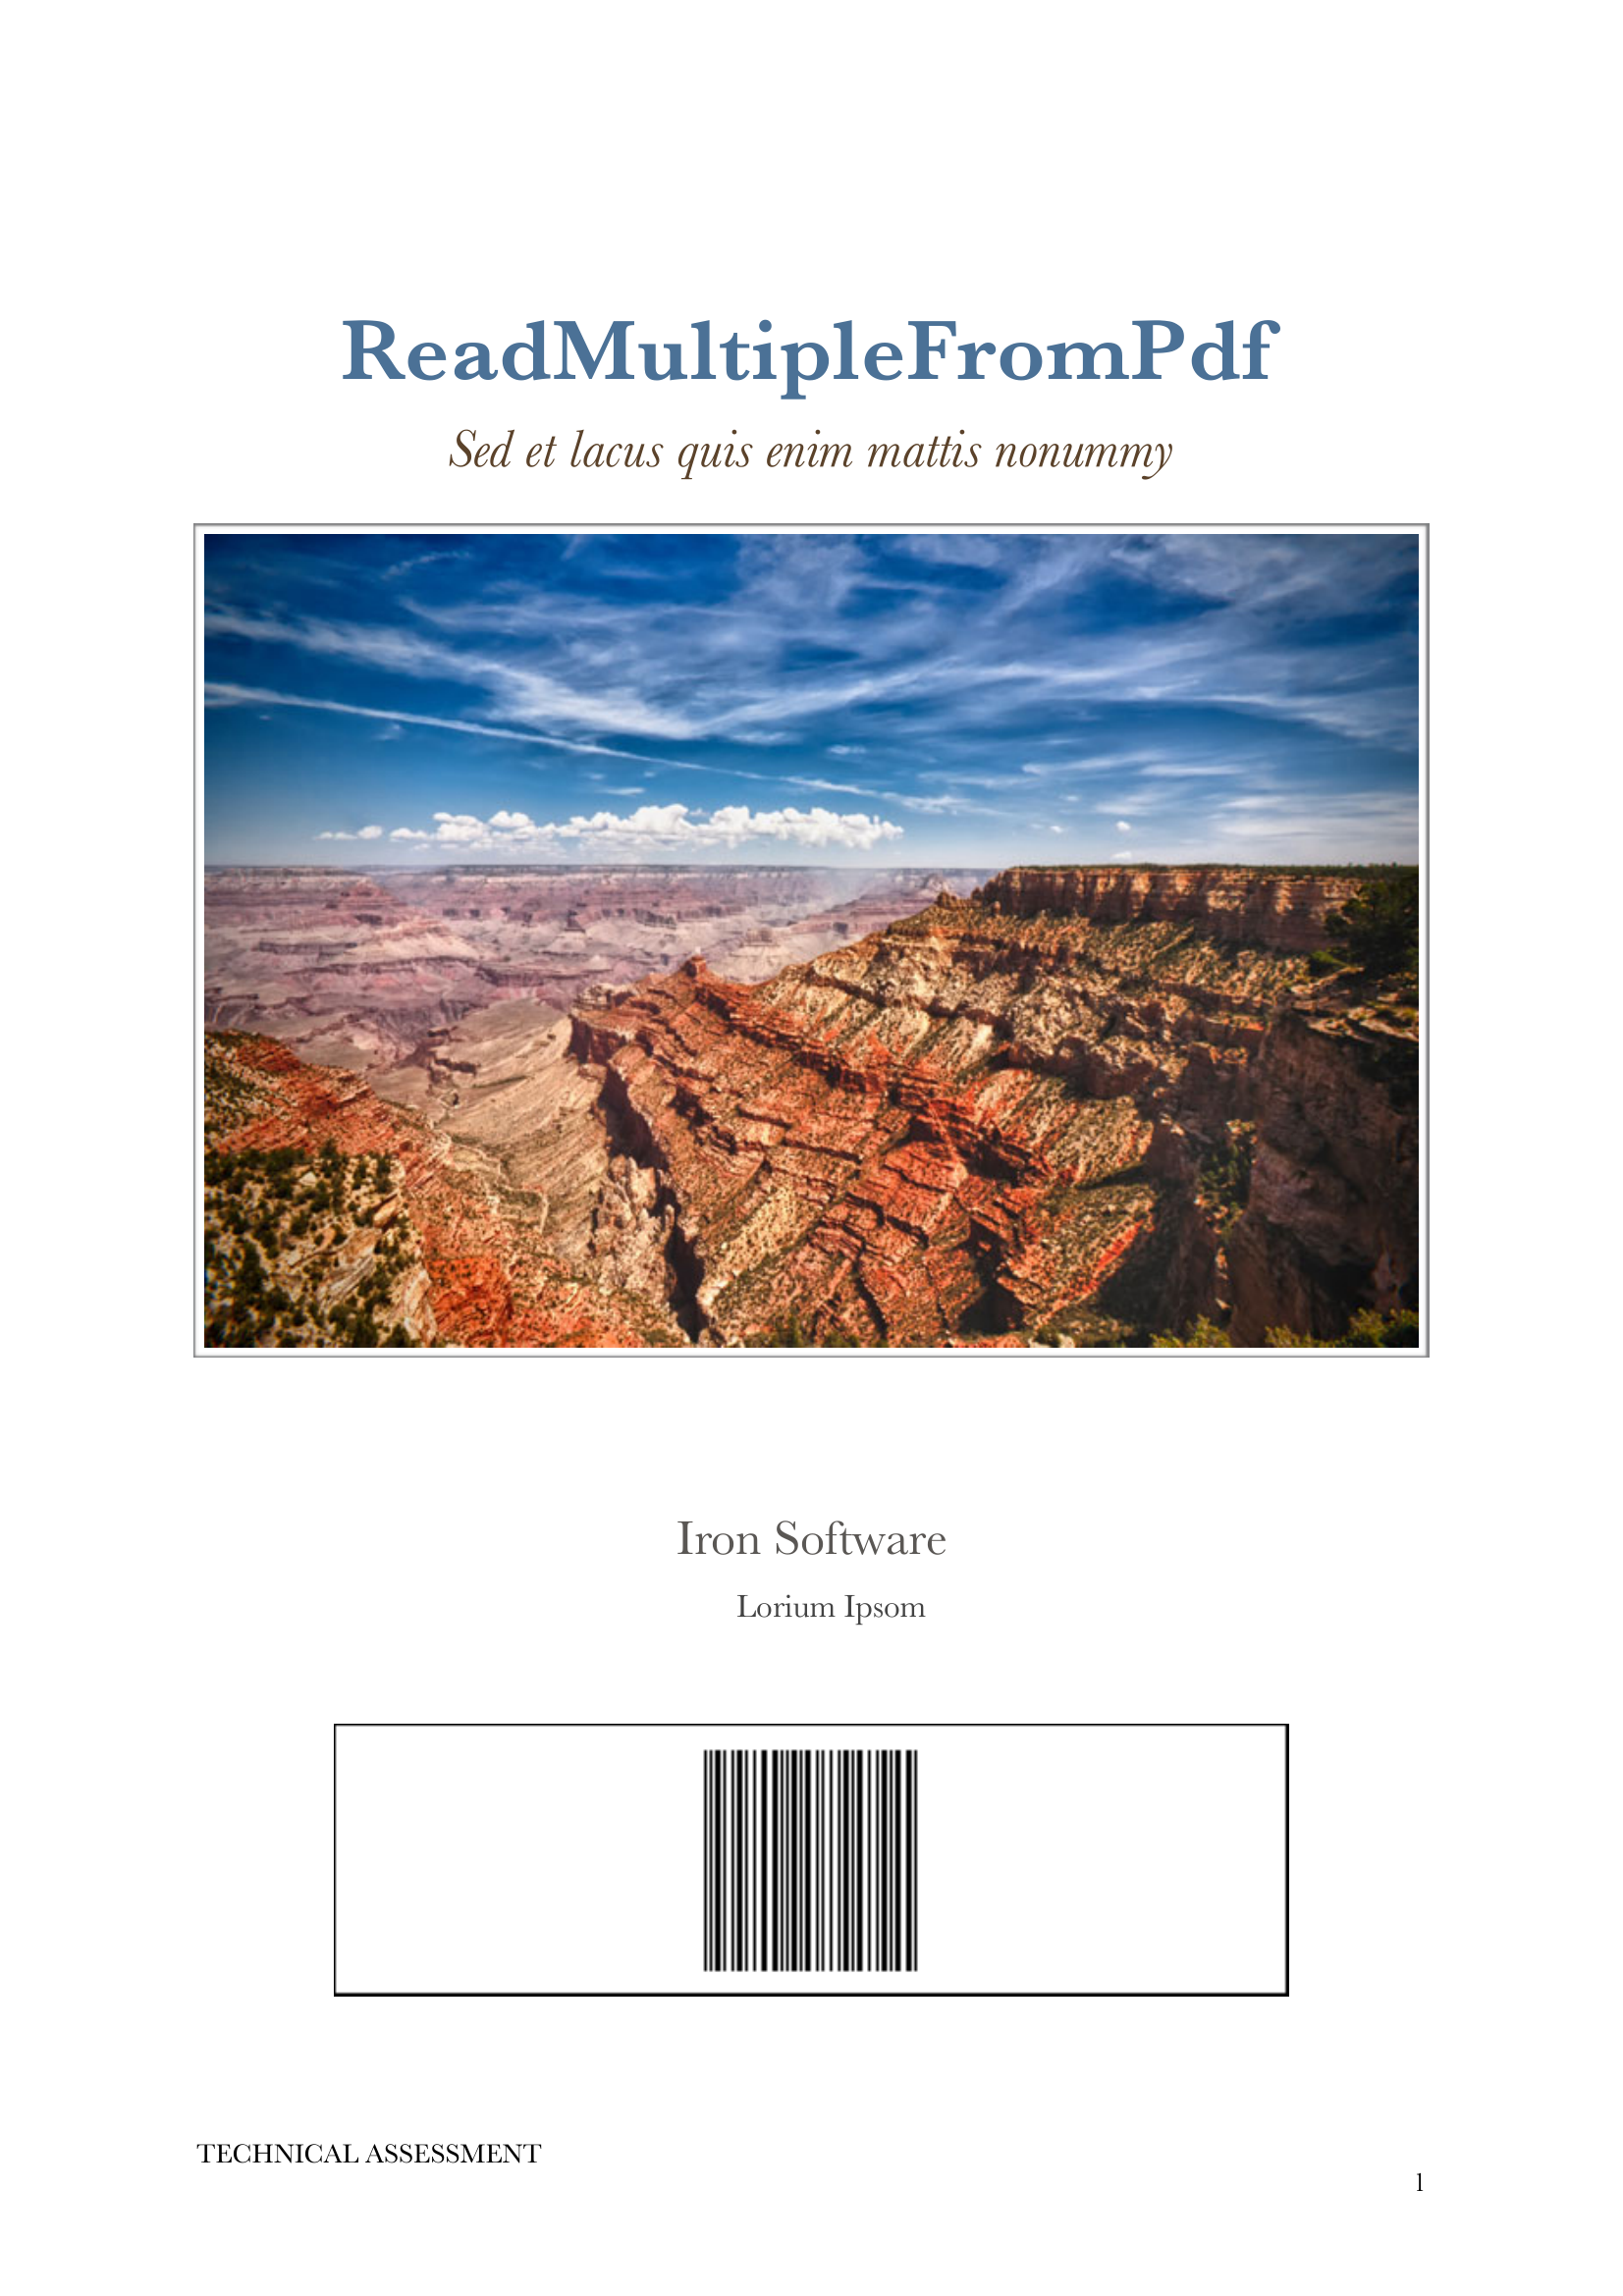 ReadMultipleFromPdf
Sed et lacus quis enim mattis nonummy
Iron Software
Lorium Ipsom
TECHNICAL ASSESSMENT
1